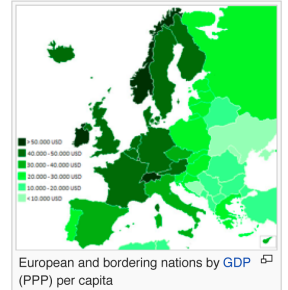 >50.000 USD
40.000 - 50.000 USD
30.000 - 40.000 USD
20.000 - 30.000 USD
10.000 - 20.000 USD
<10.000 USD
European and bordering nations by GDP
(PPP) per capita